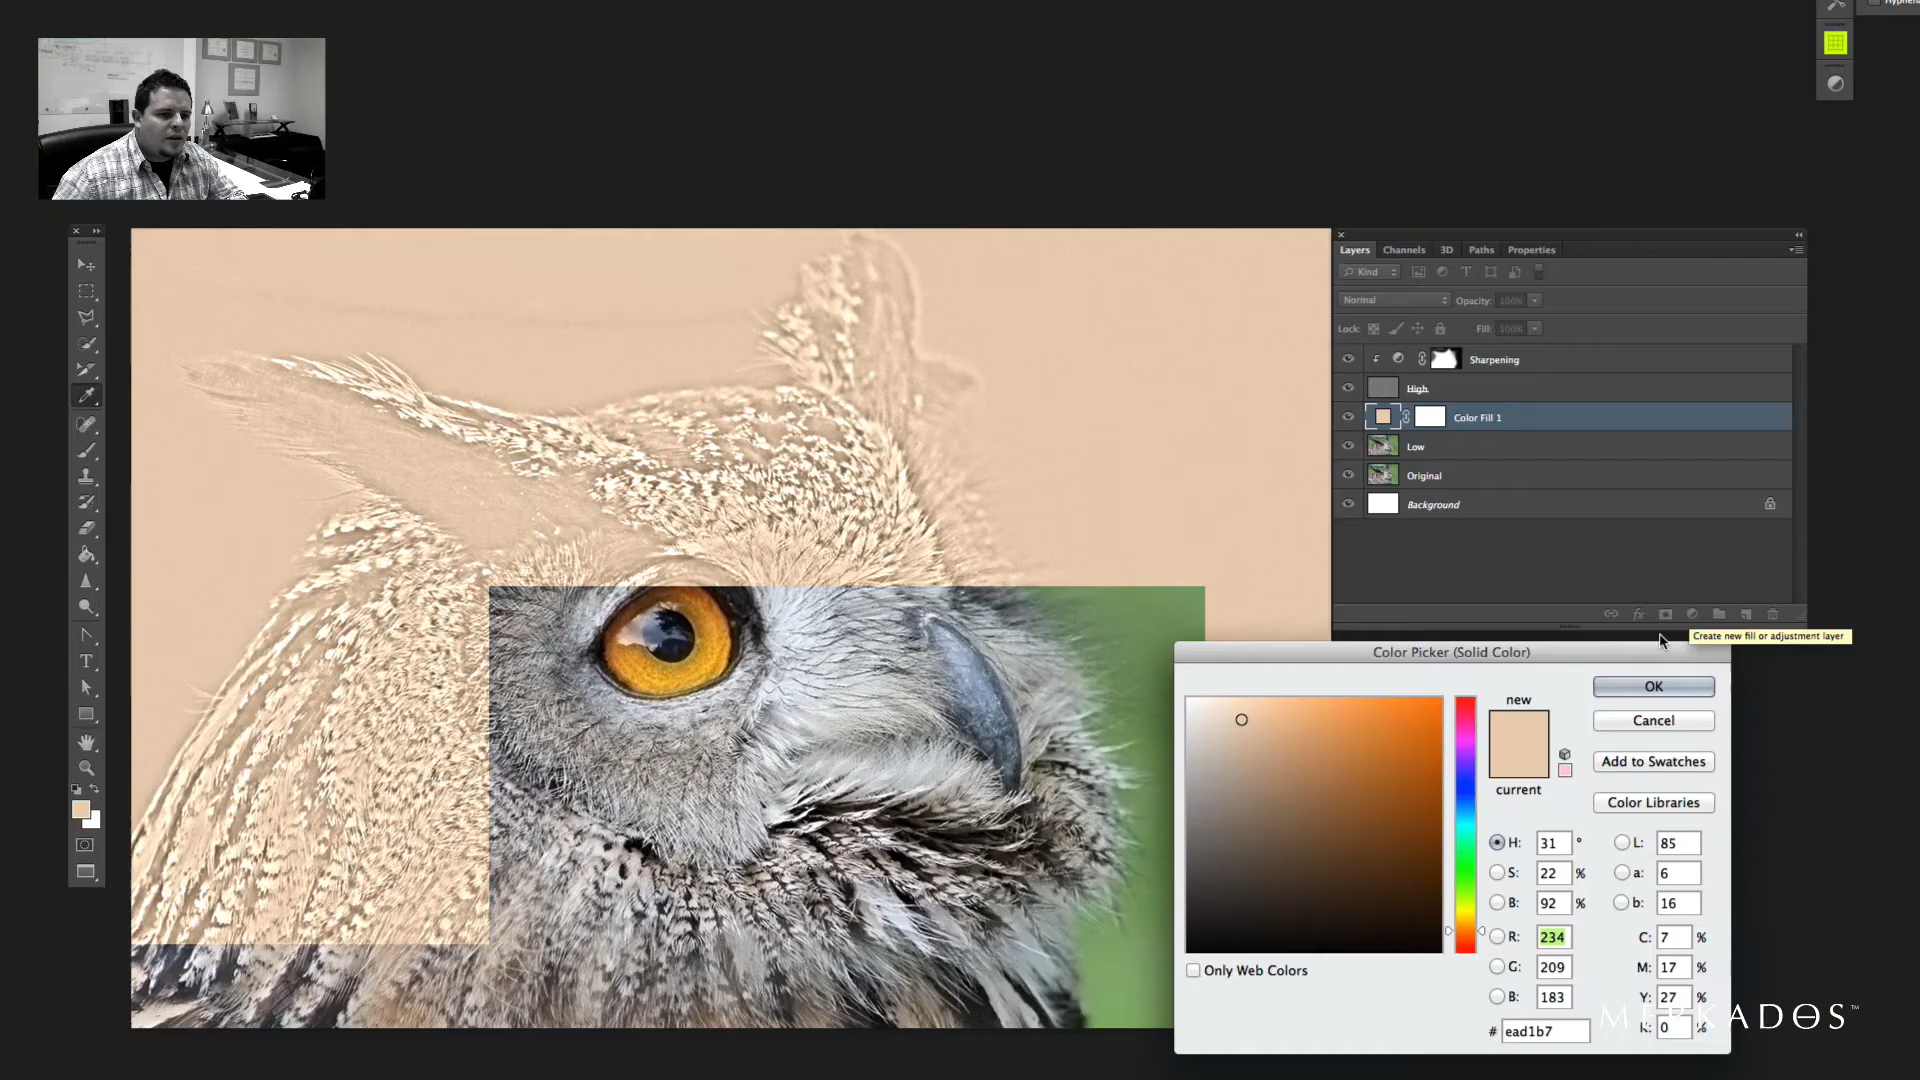 Layers Channels 3D Paths Properties
Kind
Normal Opacity: 100%
Lock: Fill: 100%
Sharpening
High
Color Fill 1
Low
Original
Background
Create new fill or adjustment layer
Color Picker (Solid Color)
new
OK
Cancel
Add to Swatches
current
Color Libraries
H: 31 ° L: 85
S: 22 % a: 6
B: 92 % b: 16
R: 234 C: 7 %
G: 209 M: 17 %
B: 183 Y: 27 %
K: 0 %
# ead1b7
Only Web Colors
MERKADOS™